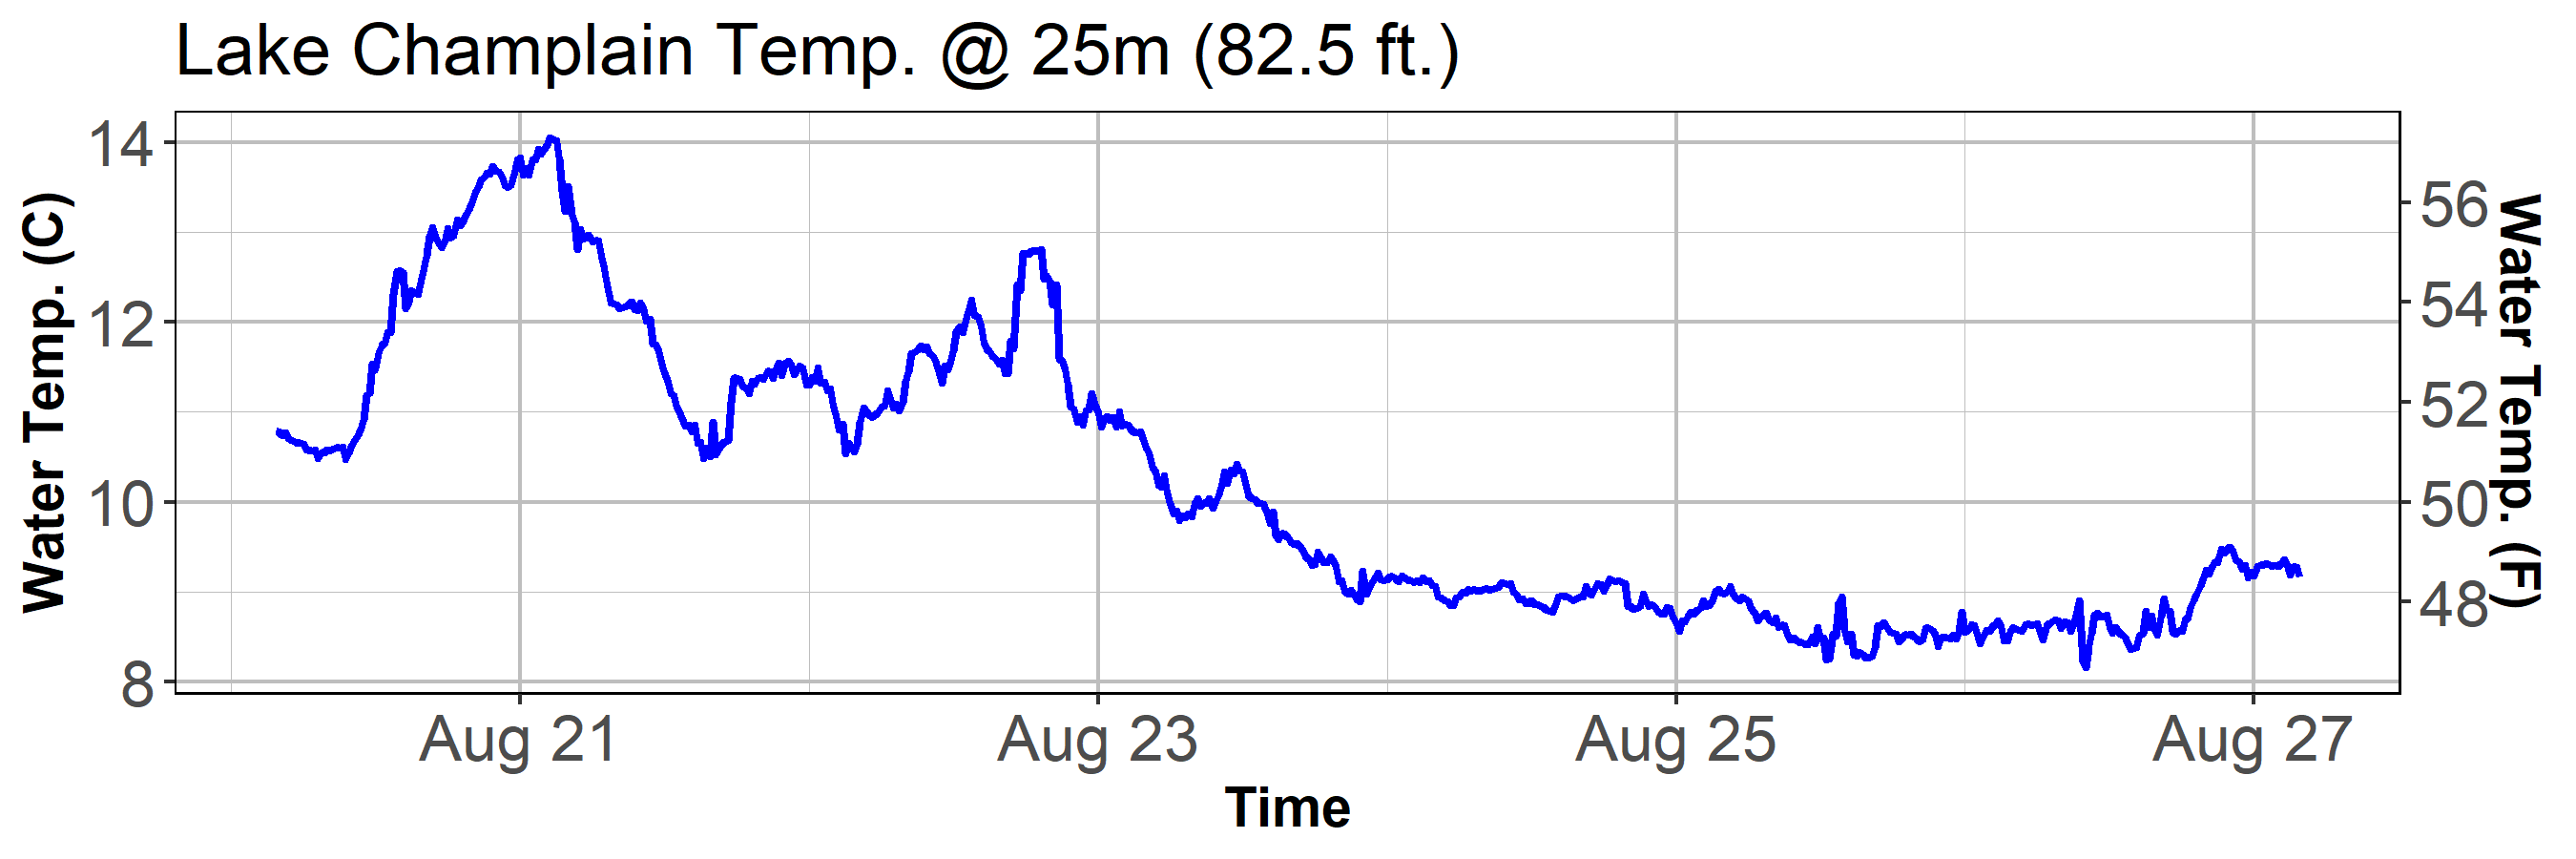 Lake Champlain Temp. @ 25m (82.5 ft.)
Water Temp. (C)
14
12
10
8
56
54
52
50
48
Water Temp. (F)
Aug 21 Aug 23 Aug 25 Aug 27
Time